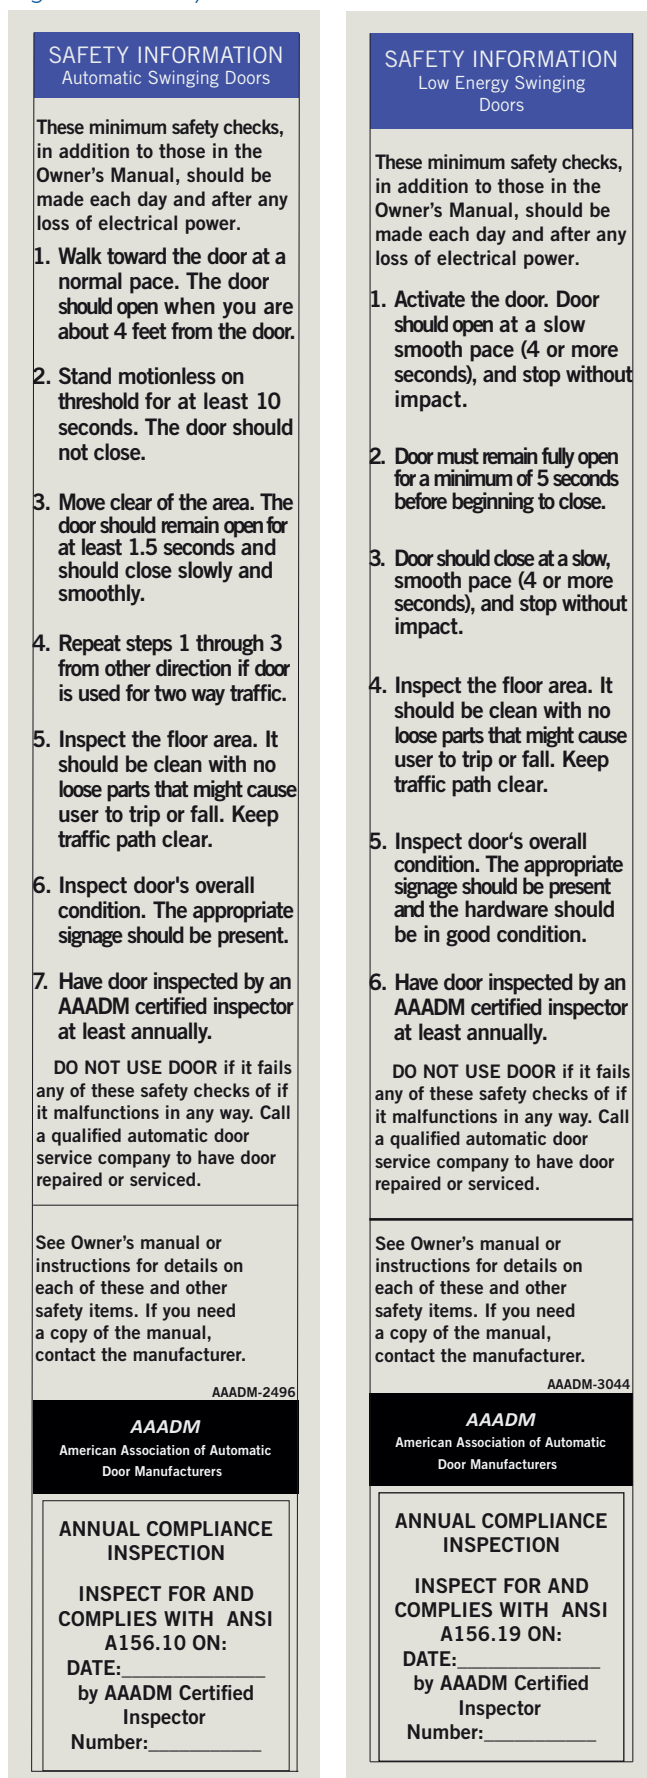 SAFETY INFORMATION
Automatic Swinging Doors
These minimum safety checks,
in addition to those in the
Owner's Manual, should be
made each day and after any
loss of electrical power.
1. Walk toward the door at a
normal pace. The door
should open when you are
about 4 feet from the door.
2. Stand motionless on
threshold for at least 10
seconds. The door should
not close.
3. Move clear of the area. The
door should remain open for
at least 1.5 seconds and
should close slowly and
smoothly.
4. Repeat steps 1 through 3
from other direction if door
is used for two way traffic.
5. Inspect the floor area. It
should be clean with no
loose parts that might cause
user to trip or fall. Keep
traffic path clear.
6. Inspect door's overall
condition. The appropriate
signage should be present.
7. Have door inspected by an
AAADM certified inspector
at least annually.
DO NOT USE DOOR if it fails
any of these safety checks of if
it malfunctions in any way. Call
a qualified automatic door
service company to have door
repaired or serviced.
See Owner's manual or
instructions for details on
each of these and other
safety items. If you need
a copy of the manual,
contact the manufacturer.
AAADM-2496
AAADM
American Association of Automatic
Door Manufacturers
ANNUAL COMPLIANCE
INSPECTION
INSPECT FOR AND
COMPLIES WITH ANSI
A156.10 ON:
DATE:______________
by AAADM Certified
Inspector
Number:___________
SAFETY INFORMATION
Low Energy Swinging
Doors
These minimum safety checks,
in addition to those in the
Owner's Manual, should be
made each day and after any
loss of electrical power.
1. Activate the door. Door
should open at a slow
smooth pace (4 or more
seconds), and stop without
impact.
2. Door must remain fully open
for a minimum of 5 seconds
before beginning to close.
3. Door should close at a slow,
smooth pace (4 or more
seconds), and stop without
impact.
4. Inspect the floor area. It
should be clean with no
loose parts that might cause
user to trip or fall. Keep
traffic path clear.
5. Inspect door‘s overall
condition. The appropriate
signage should be present
and the hardware should
be in good condition.
6. Have door inspected by an
AAADM certified inspector
at least annually.
DO NOT USE DOOR if it fails
any of these safety checks of if
it malfunctions in any way. Call
a qualified automatic door
service company to have door
repaired or serviced.
See Owner's manual or
instructions for details on
each of these and other
safety items. If you need
a copy of the manual,
contact the manufacturer.
AAADM-3044
AAADM
American Association of Automatic
Door Manufacturers
ANNUAL COMPLIANCE
INSPECTION
INSPECT FOR AND
COMPLIES WITH ANSI
A156.19 ON:
DATE:______________
by AAADM Certified
Inspector
Number:___________